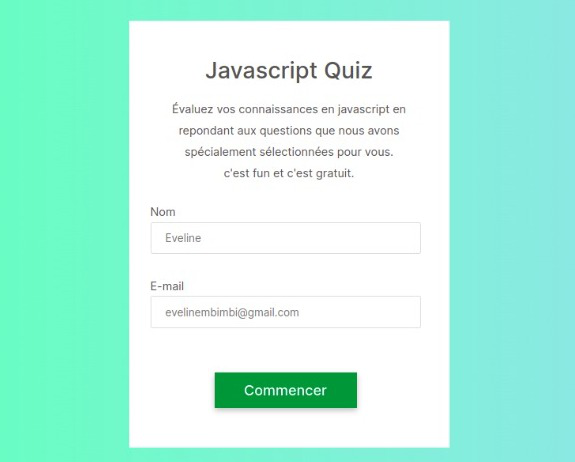 Javascript Quiz
Évaluez vos connaissances en javascript en
repondant aux questions que nous avons
spécialement sélectionnées pour vous.
c'est fun et c'est gratuit.
Nom
Eveline
E-mail
evelinembimbi@gmail.com
Commencer